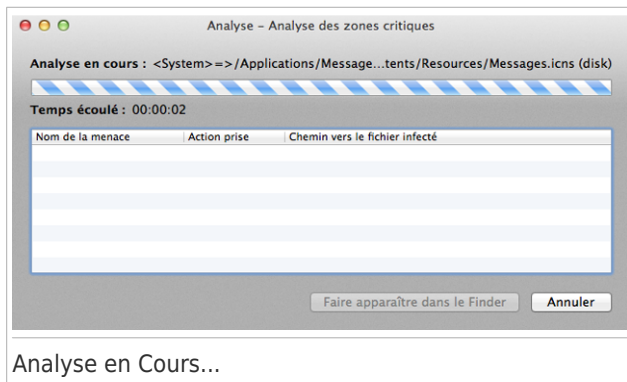 Analyse – Analyse des zones critiques
Analyse en cours : <System>=>/Applications/Message...tents/Resources/Messages.icns (disk)
Temps écoulé : 00:00:02
Nom de la menace Action prise Chemin vers le fichier infecté
Faire apparaître dans le Finder Annuler
Analyse en Cours...